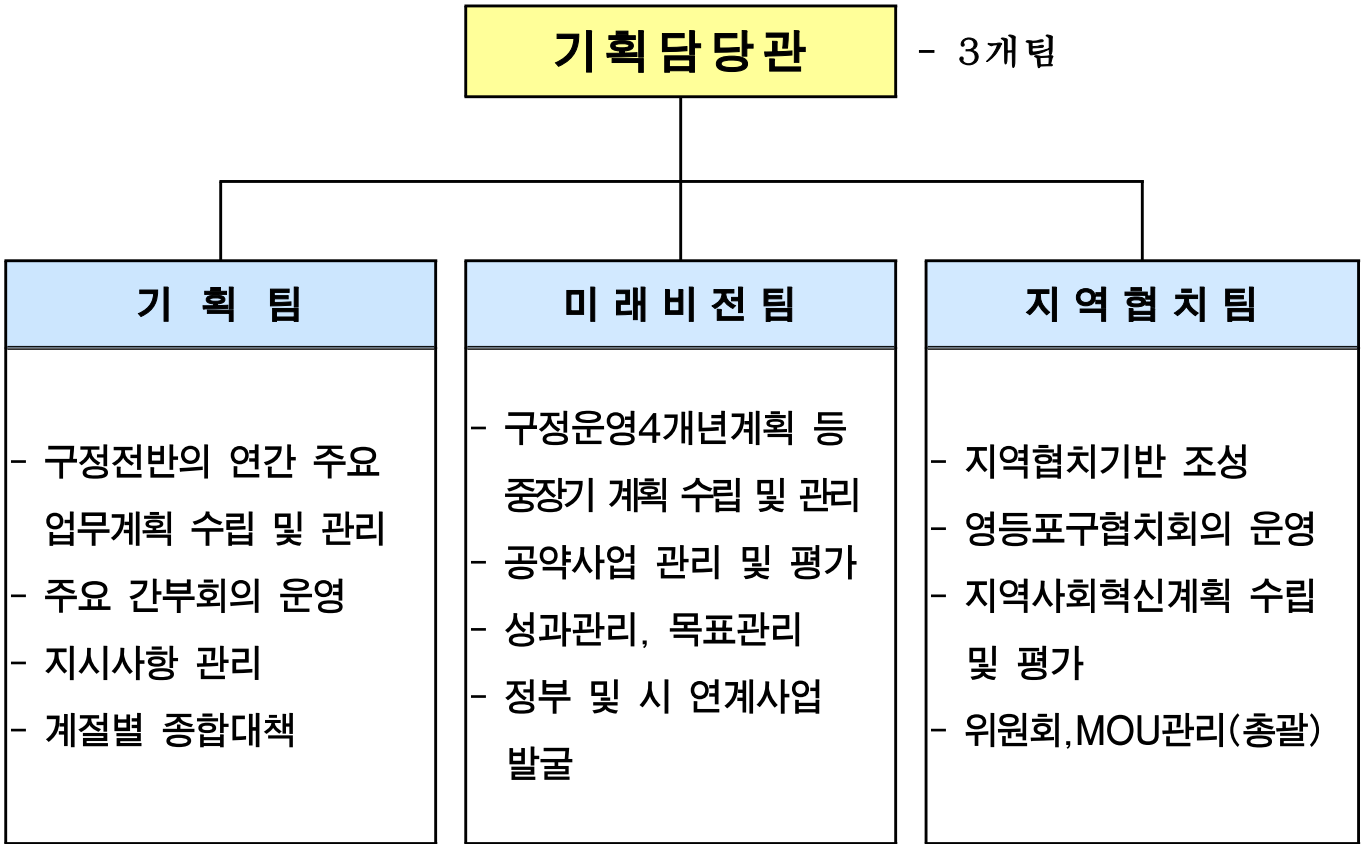 기획담당관
- 3개팀
기 획 팀
- 구정전반의 연간 주요
업무계획 수립 및 관리
- 주요 간부회의 운영
- 지시사항 관리
- 계절별 종합대책
미래비전팀
- 구정운영4개년계획 등
중장기 계획 수립 및 관리
- 공약사업 관리 및 평가
- 성과관리, 목표관리
- 정부 및 시 연계사업
발굴
지역협치팀
- 지역협치기반 조성
- 영등포구협치회의 운영
- 지역사회혁신계획 수립
및 평가
- 위원회,MOU관리(총괄)